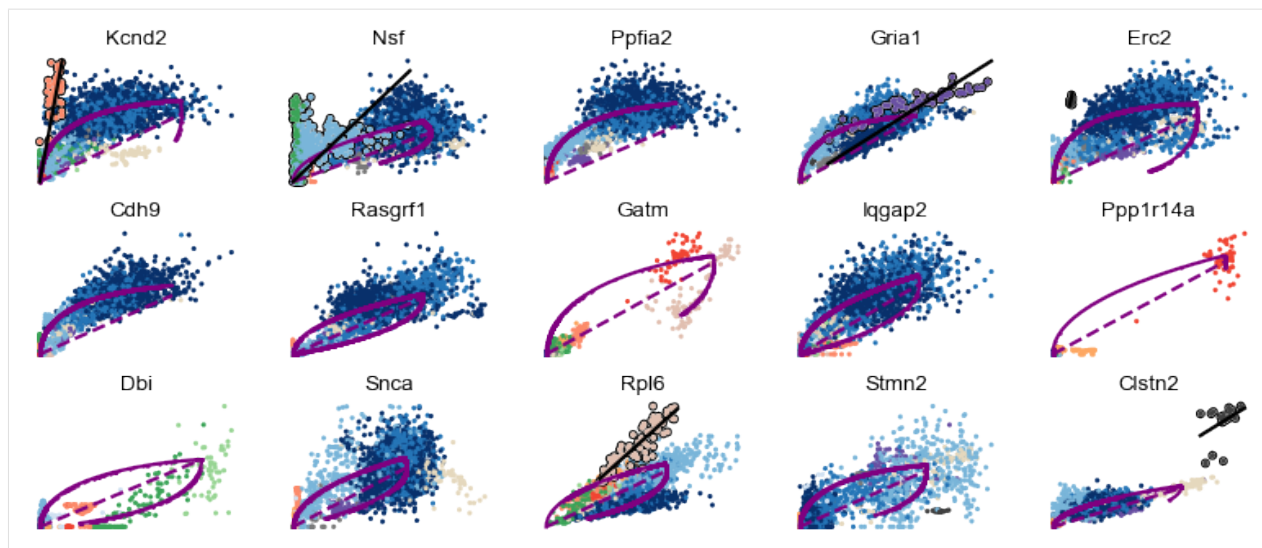 Kcnd2 Nsf Ppfia2 Gria1 Erc2
Cdh9 Rasgrf1 Gatm Iqgap2 Ppp1r14a
Dbi Snca Rpl6 Stmn2 Clstn2